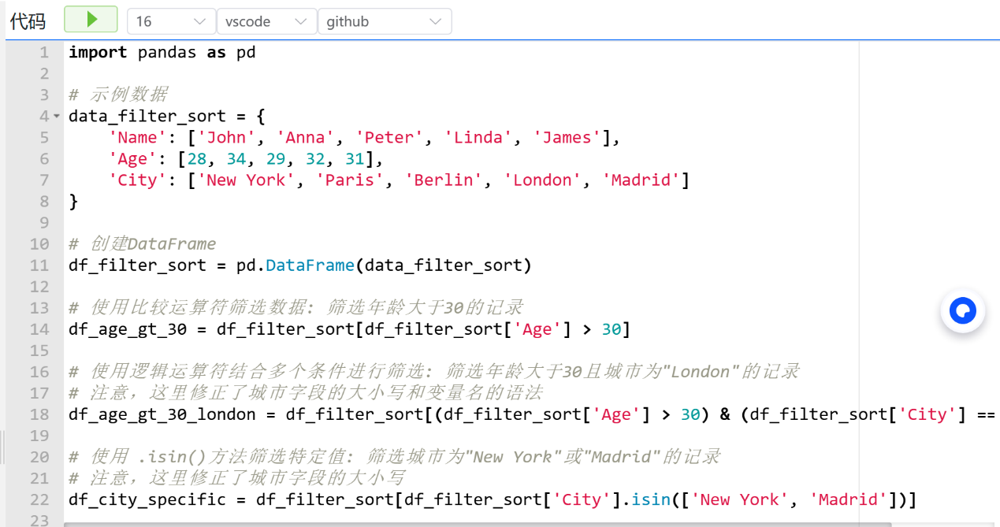 代码 16 vscode github
1 import pandas as pd
2
3 # 示例数据
4 data_filter_sort = {
5     'Name': ['John', 'Anna', 'Peter', 'Linda', 'James'],
6     'Age': [28, 34, 29, 32, 31],
7     'City': ['New York', 'Paris', 'Berlin', 'London', 'Madrid']
8 }
9
10 # 创建DataFrame
11 df_filter_sort = pd.DataFrame(data_filter_sort)
12
13 # 使用比较运算符筛选数据: 筛选年龄大于30的记录
14 df_age_gt_30 = df_filter_sort[df_filter_sort['Age'] > 30]
15
16 # 使用逻辑运算符结合多个条件进行筛选: 筛选年龄大于30且城市为"London"的记录
17 # 注意，这里修正了城市字段的大小写和变量名的语法
18 df_age_gt_30_london = df_filter_sort[(df_filter_sort['Age'] > 30) & (df_filter_sort['City'] ==
19
20 # 使用 .isin()方法筛选特定值: 筛选城市为"New York"或"Madrid"的记录
21 # 注意，这里修正了城市字段的大小写
22 df_city_specific = df_filter_sort[df_filter_sort['City'].isin(['New York', 'Madrid'])]
23